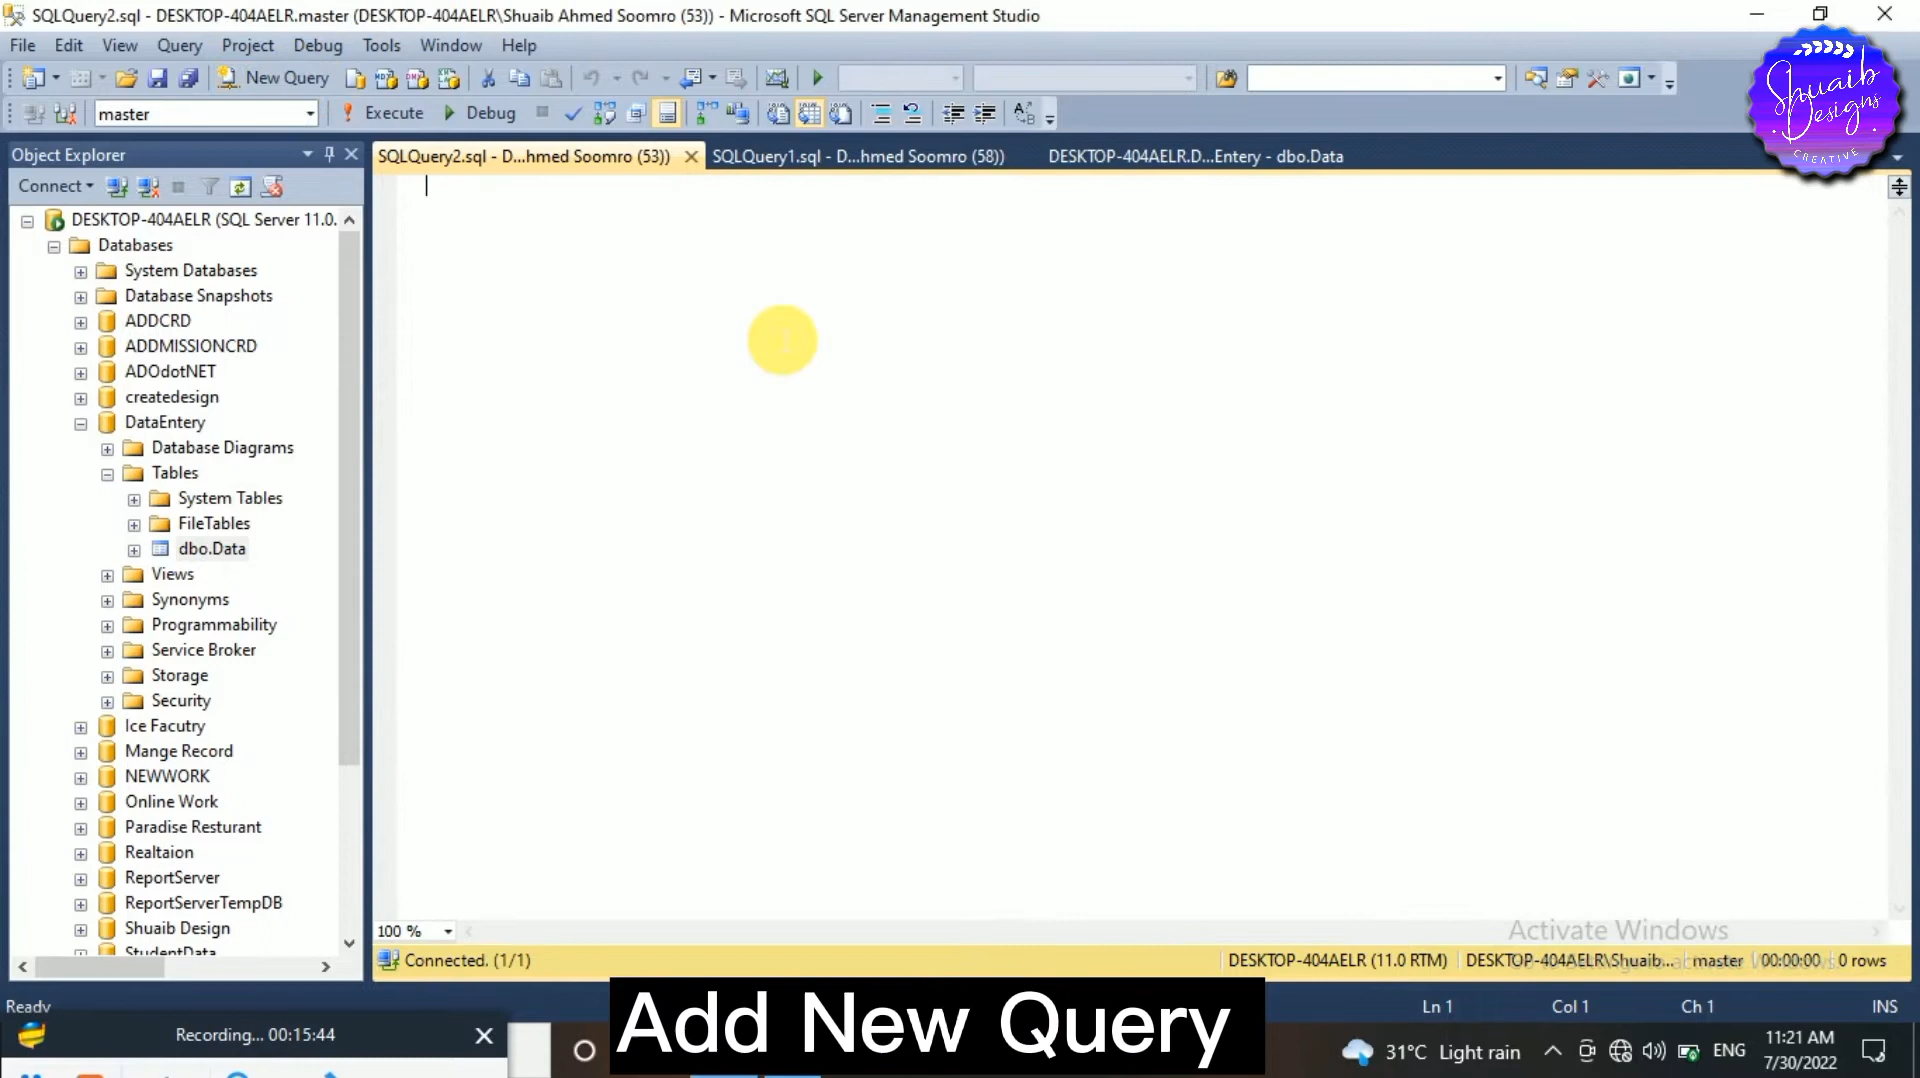 SQLQuery2.sql - DESKTOP-404AELR.master (DESKTOP-404AELR\Shuaib Ahmed Soomro (53)) - Microsoft SQL Server Management Studio
File Edit View Query Project Debug Tools Window Help
New Query
master Execute Debug
Shuaib
Designs
CREATIVE
Object Explorer
SQLQuery2.sql - D...hmed Soomro (53)) SQLQuery1.sql - D...hmed Soomro (58)) DESKTOP-404AELR.D...Entery - dbo.Data
Connect
DESKTOP-404AELR (SQL Server 11.0.
Databases
System Databases
Database Snapshots
ADDCRD
ADDMISSIONCRD
ADOdotNET
createdesign
DataEntery
Database Diagrams
Tables
System Tables
FileTables
dbo.Data
Views
Synonyms
Programmability
Service Broker
Storage
Security
Ice Facutry
Mange Record
NEWWORK
Online Work
Paradise Resturant
Realtaion
ReportServer
ReportServerTempDB
Shuaib Design
StudentData
100 %
Activate Windows
Connected. (1/1) DESKTOP-404AELR (11.0 RTM) DESKTOP-404AELR\Shuaib... master 00:00:00 0 rows
Ready Ln 1 Col 1 Ch 1 INS
Recording... 00:15:44
Add New Query
31°C Light rain ENG 11:21 AM
7/30/2022